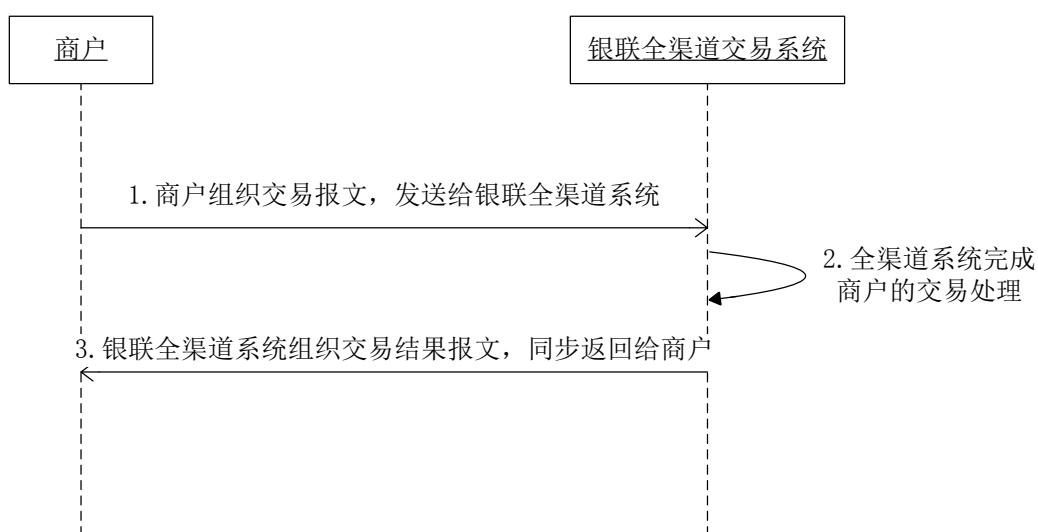 商户
银联全渠道交易系统
1.商户组织交易报文，发送给银联全渠道系统
2.全渠道系统完成
商户的交易处理
3.银联全渠道系统组织交易结果报文，同步返回给商户